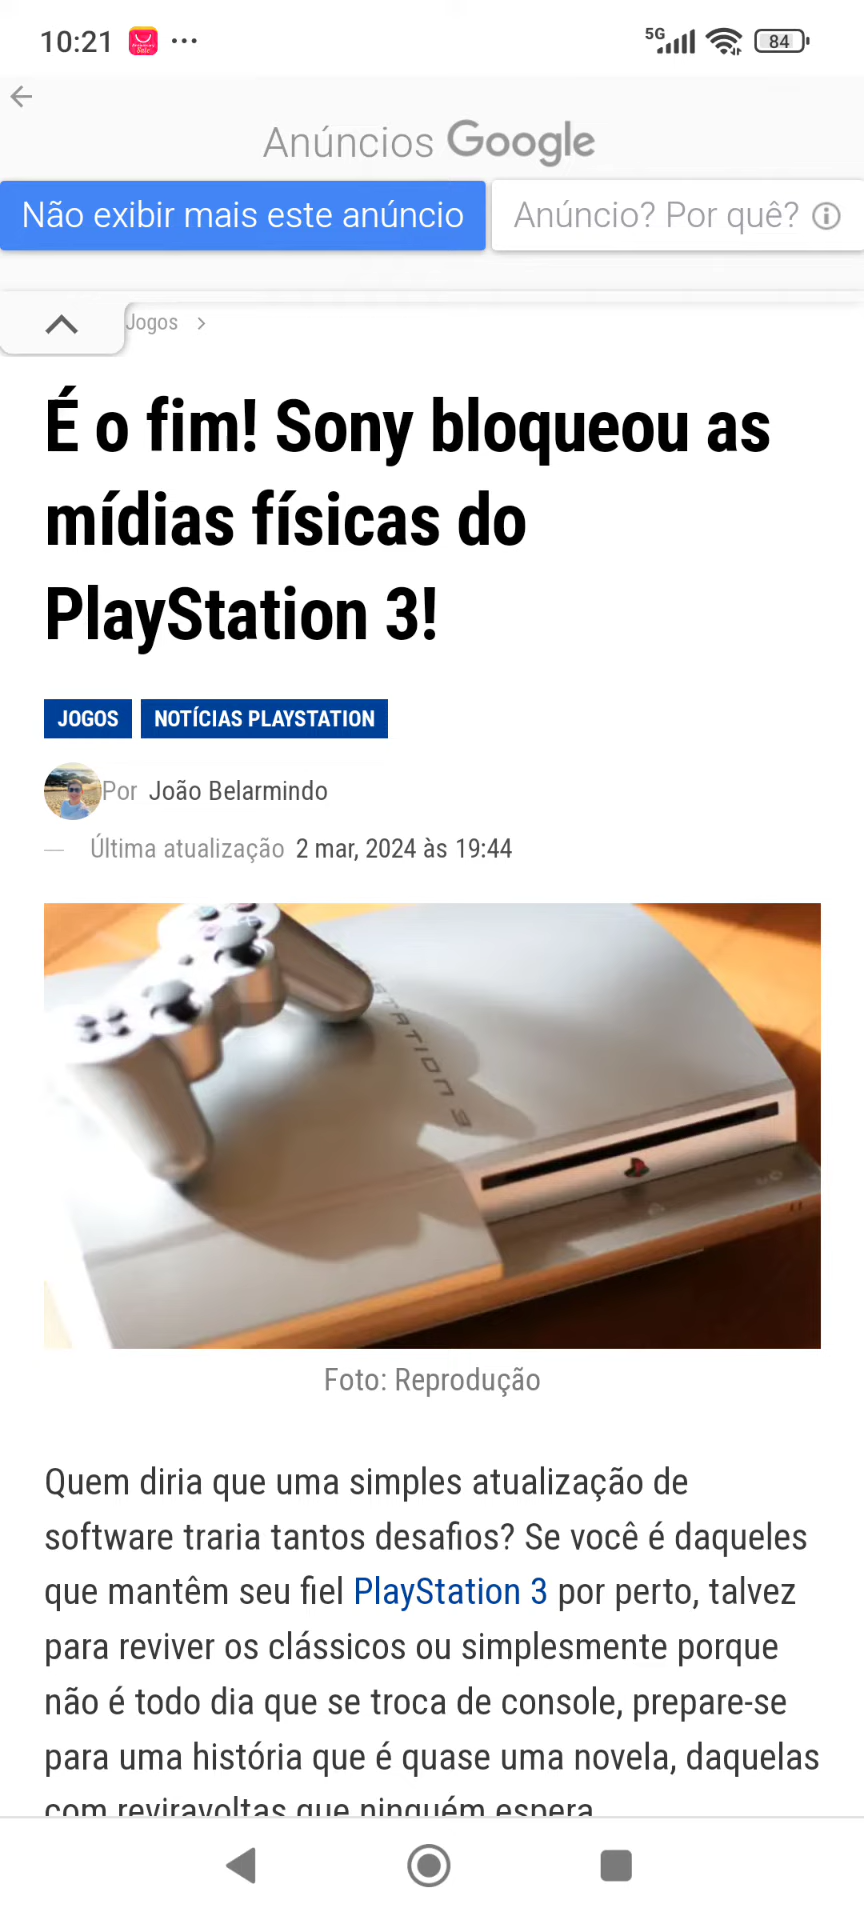 10:21
5G
84
Anúncios Google
Não exibir mais este anúncio
Anúncio? Por quê?
Jogos
É o fim! Sony bloqueou as
mídias físicas do
PlayStation 3!
JOGOS
NOTÍCIAS PLAYSTATION
Por João Belarmindo
— Última atualização 2 mar, 2024 às 19:44
Foto: Reprodução
Quem diria que uma simples atualização de
software traria tantos desafios? Se você é daqueles
que mantêm seu fiel PlayStation 3 por perto, talvez
para reviver os clássicos ou simplesmente porque
não é todo dia que se troca de console, prepare-se
para uma história que é quase uma novela, daquelas
com reviravoltas que ninguém espera